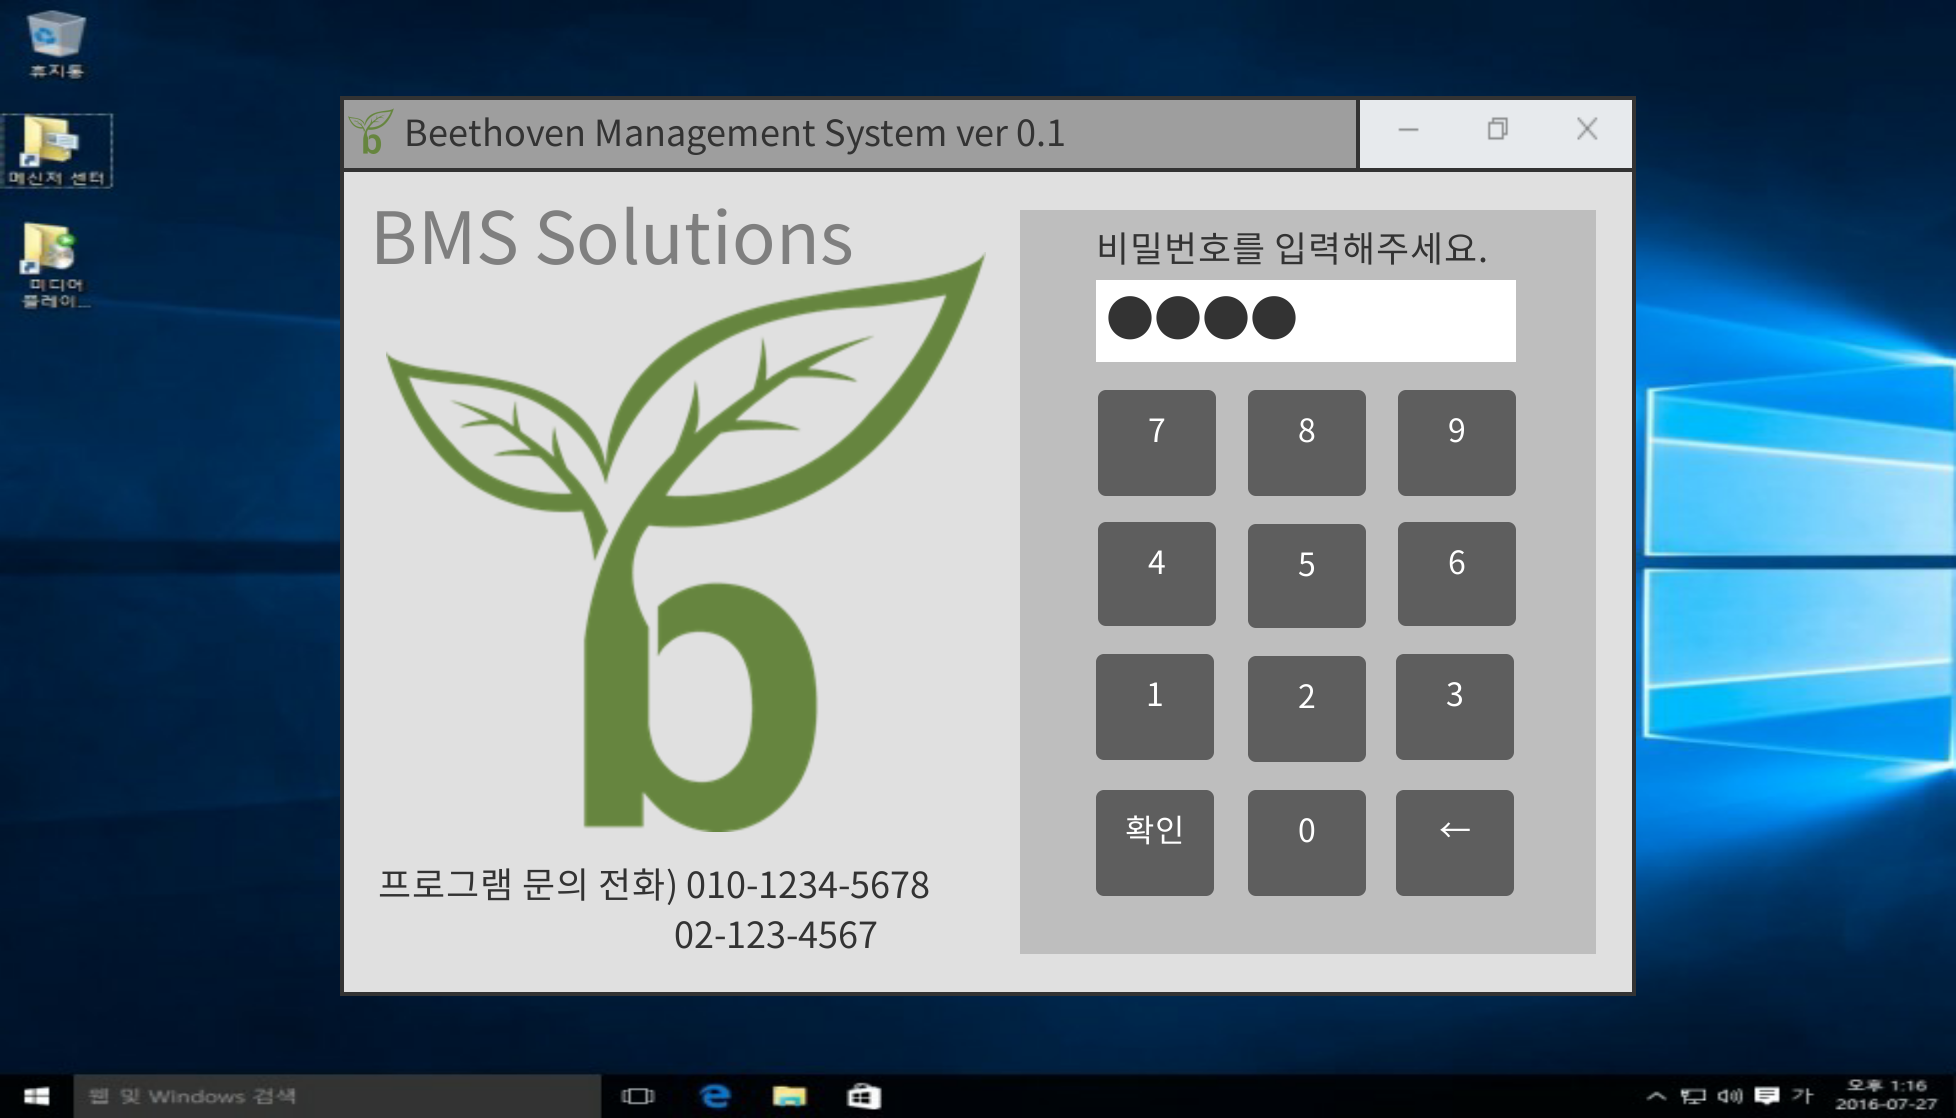 휴지통
메신저 센터
미디어
플레이...
b Beethoven Management System ver 0.1
BMS Solutions
b
프로그램 문의 전화) 010-1234-5678
02-123-4567
비밀번호를 입력해주세요.
●●●●
7 8 9
4 5 6
1 2 3
확인 0 ←
웹 및 Windows 검색
가
오후 1:16
2016-07-27